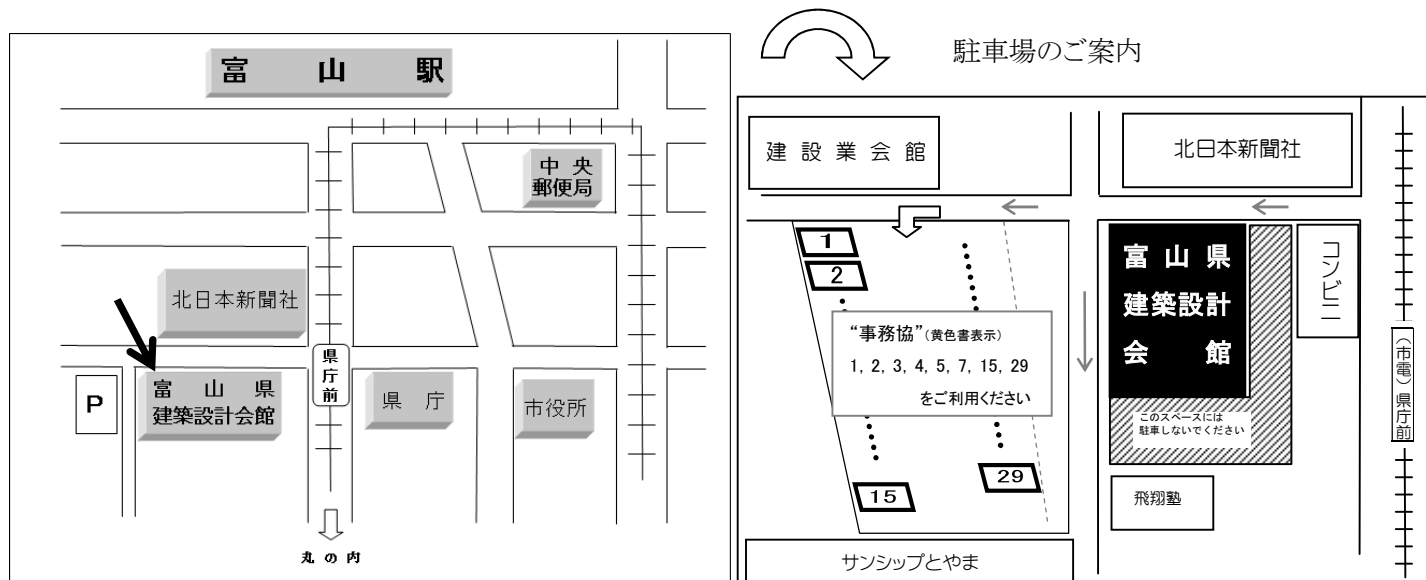 富山駅
中央
郵便局
北日本新聞社
県庁前
P
富山県
建築設計会館
県庁
市役所
丸の内
駐車場のご案内
建設業会館
北日本新聞社
1
2
富山県
建築設計
会館
コンビニ
“事務協”(黄色書表示)
1, 2, 3, 4, 5, 7, 15, 29
をご利用ください
このスペースには
駐車しないでください
(市電)県庁前
15
29
飛翔塾
サンシップとやま